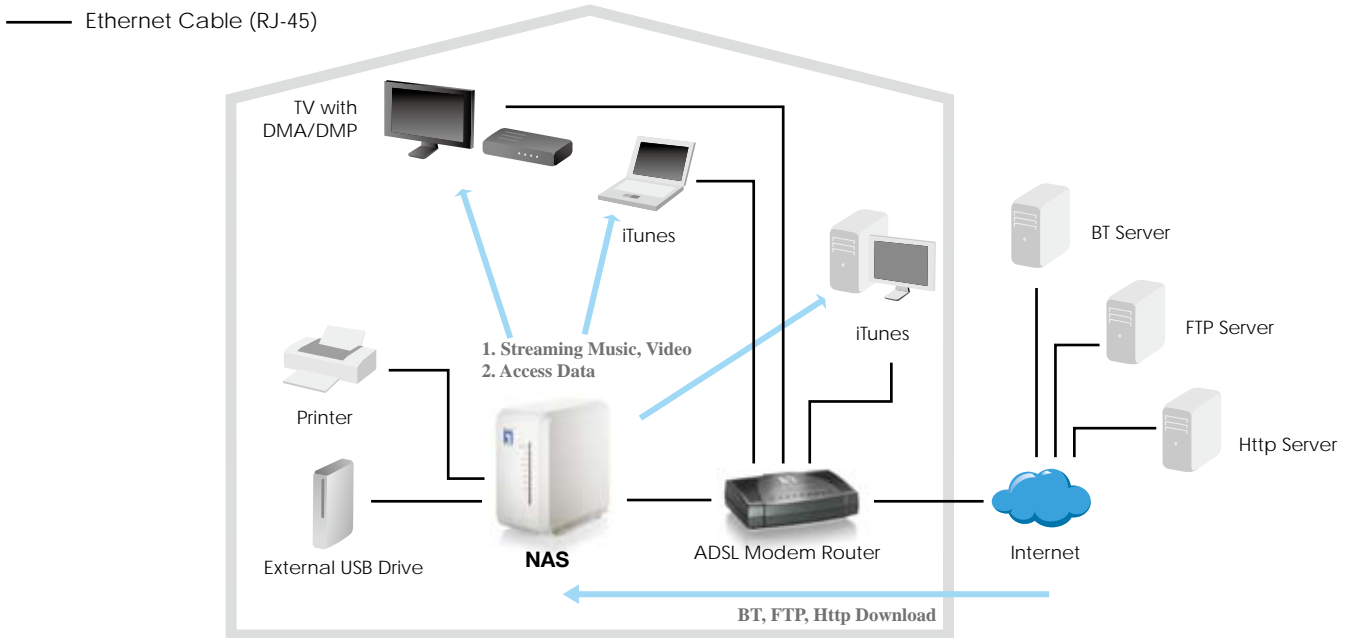 Ethernet Cable (RJ-45)
TV with
DMA/DMP
iTunes
BT Server
iTunes
FTP Server
1. Streaming Music, Video
2. Access Data
Printer
Http Server
External USB Drive
NAS
ADSL Modem Router
Internet
BT, FTP, Http Download